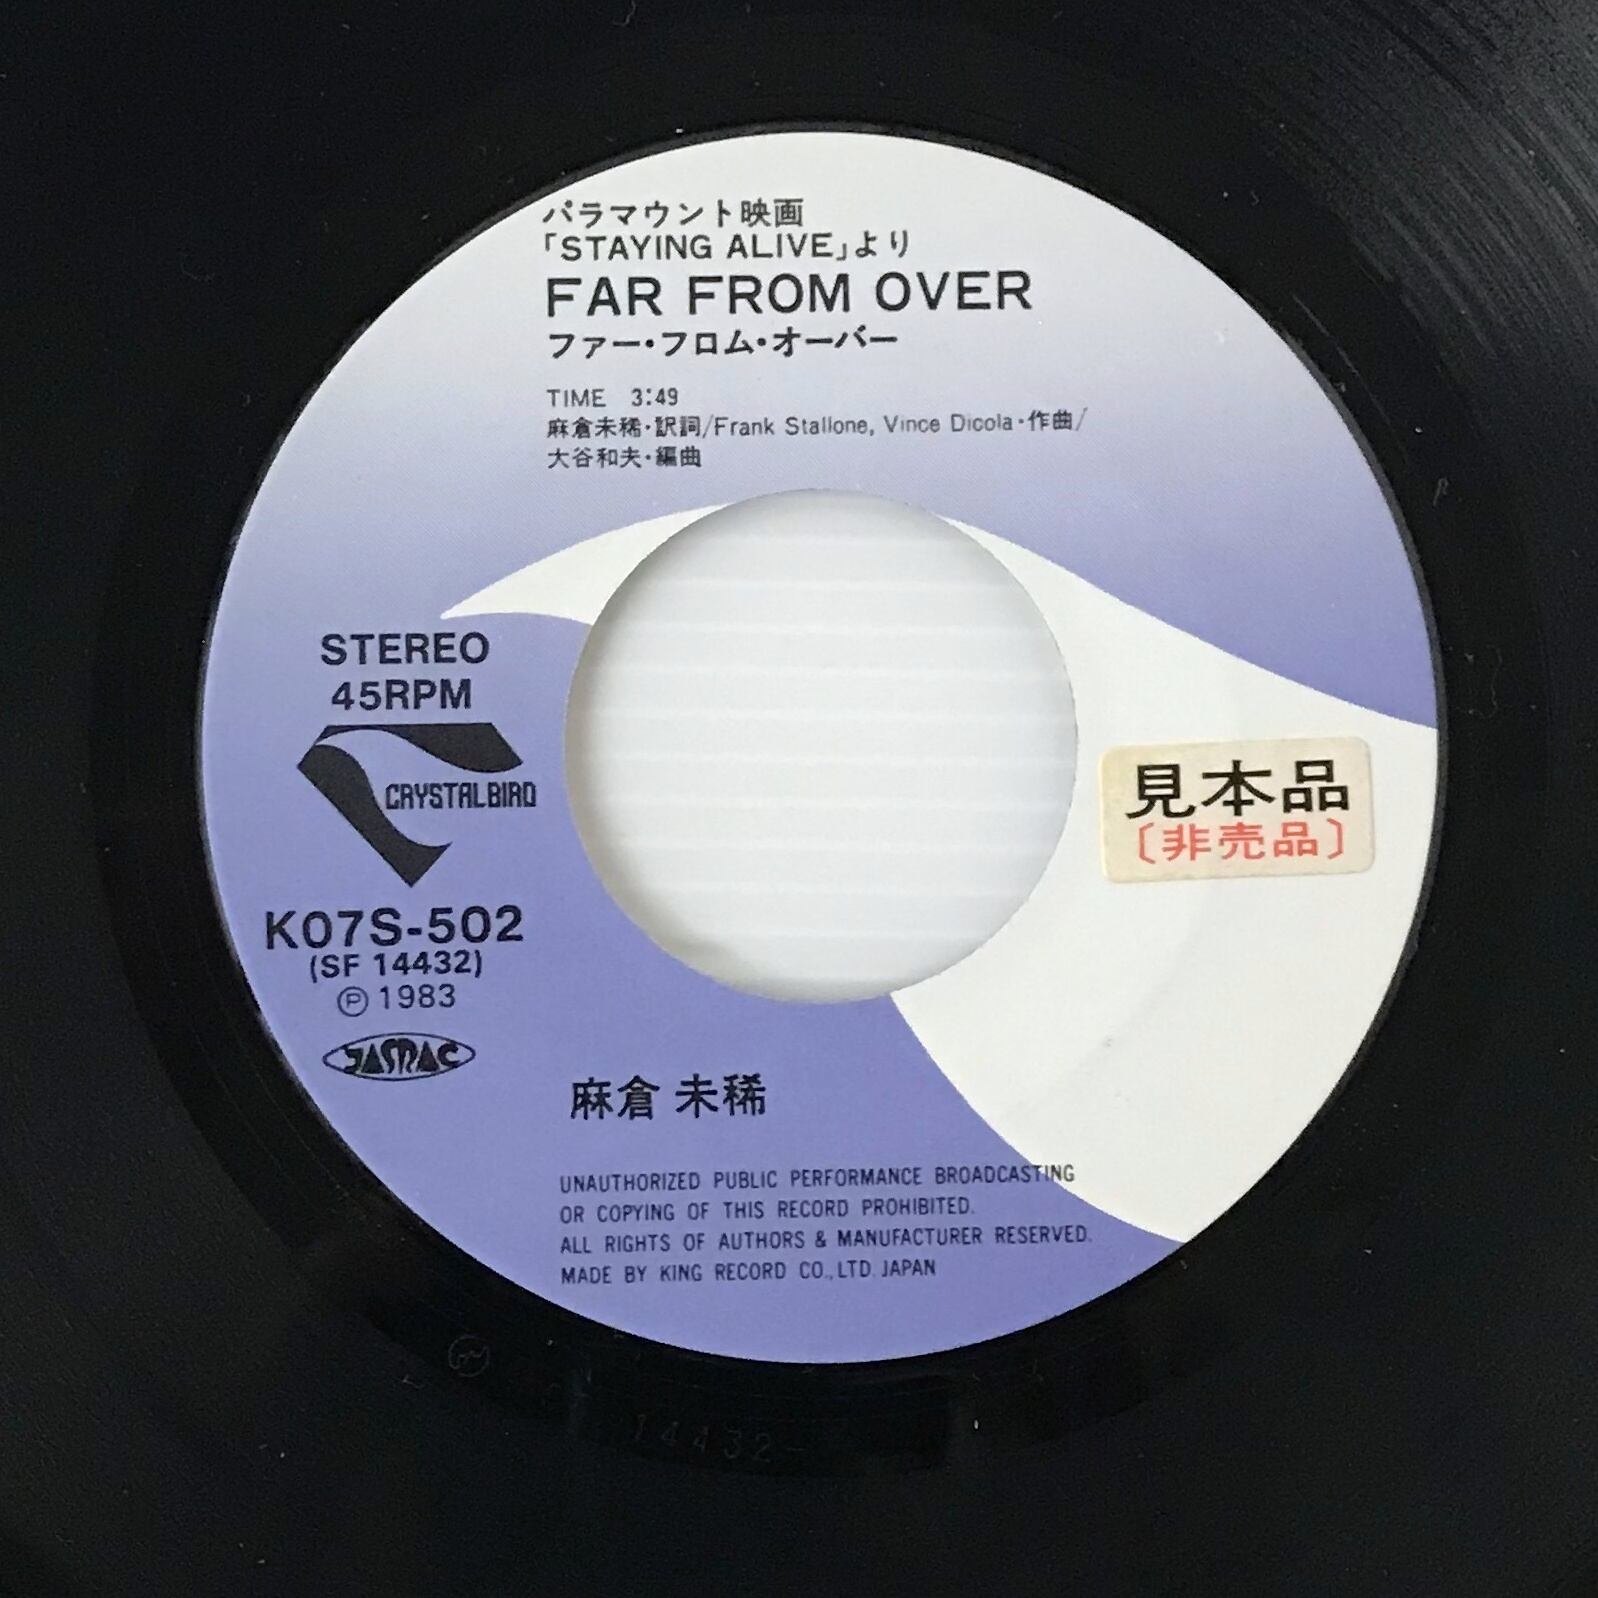 パラマウント映画
「STAYING ALIVE」より
FAR FROM OVER
ファー・フロム・オーバー
TIME 3:49
麻倉未稀・訳詞/Frank Stallone, Vince Dicola・作曲/
大谷和夫・編曲
STEREO
45RPM
CRYSTALBIRD
見本品
〔非売品〕
K07S-502
(SF 14432)
Ⓟ 1983
JASRAC
麻倉 未稀
UNAUTHORIZED PUBLIC PERFORMANCE BROADCASTING
OR COPYING OF THIS RECORD PROHIBITED.
ALL RIGHTS OF AUTHORS & MANUFACTURER RESERVED.
MADE BY KING RECORD CO., LTD. JAPAN
14432-